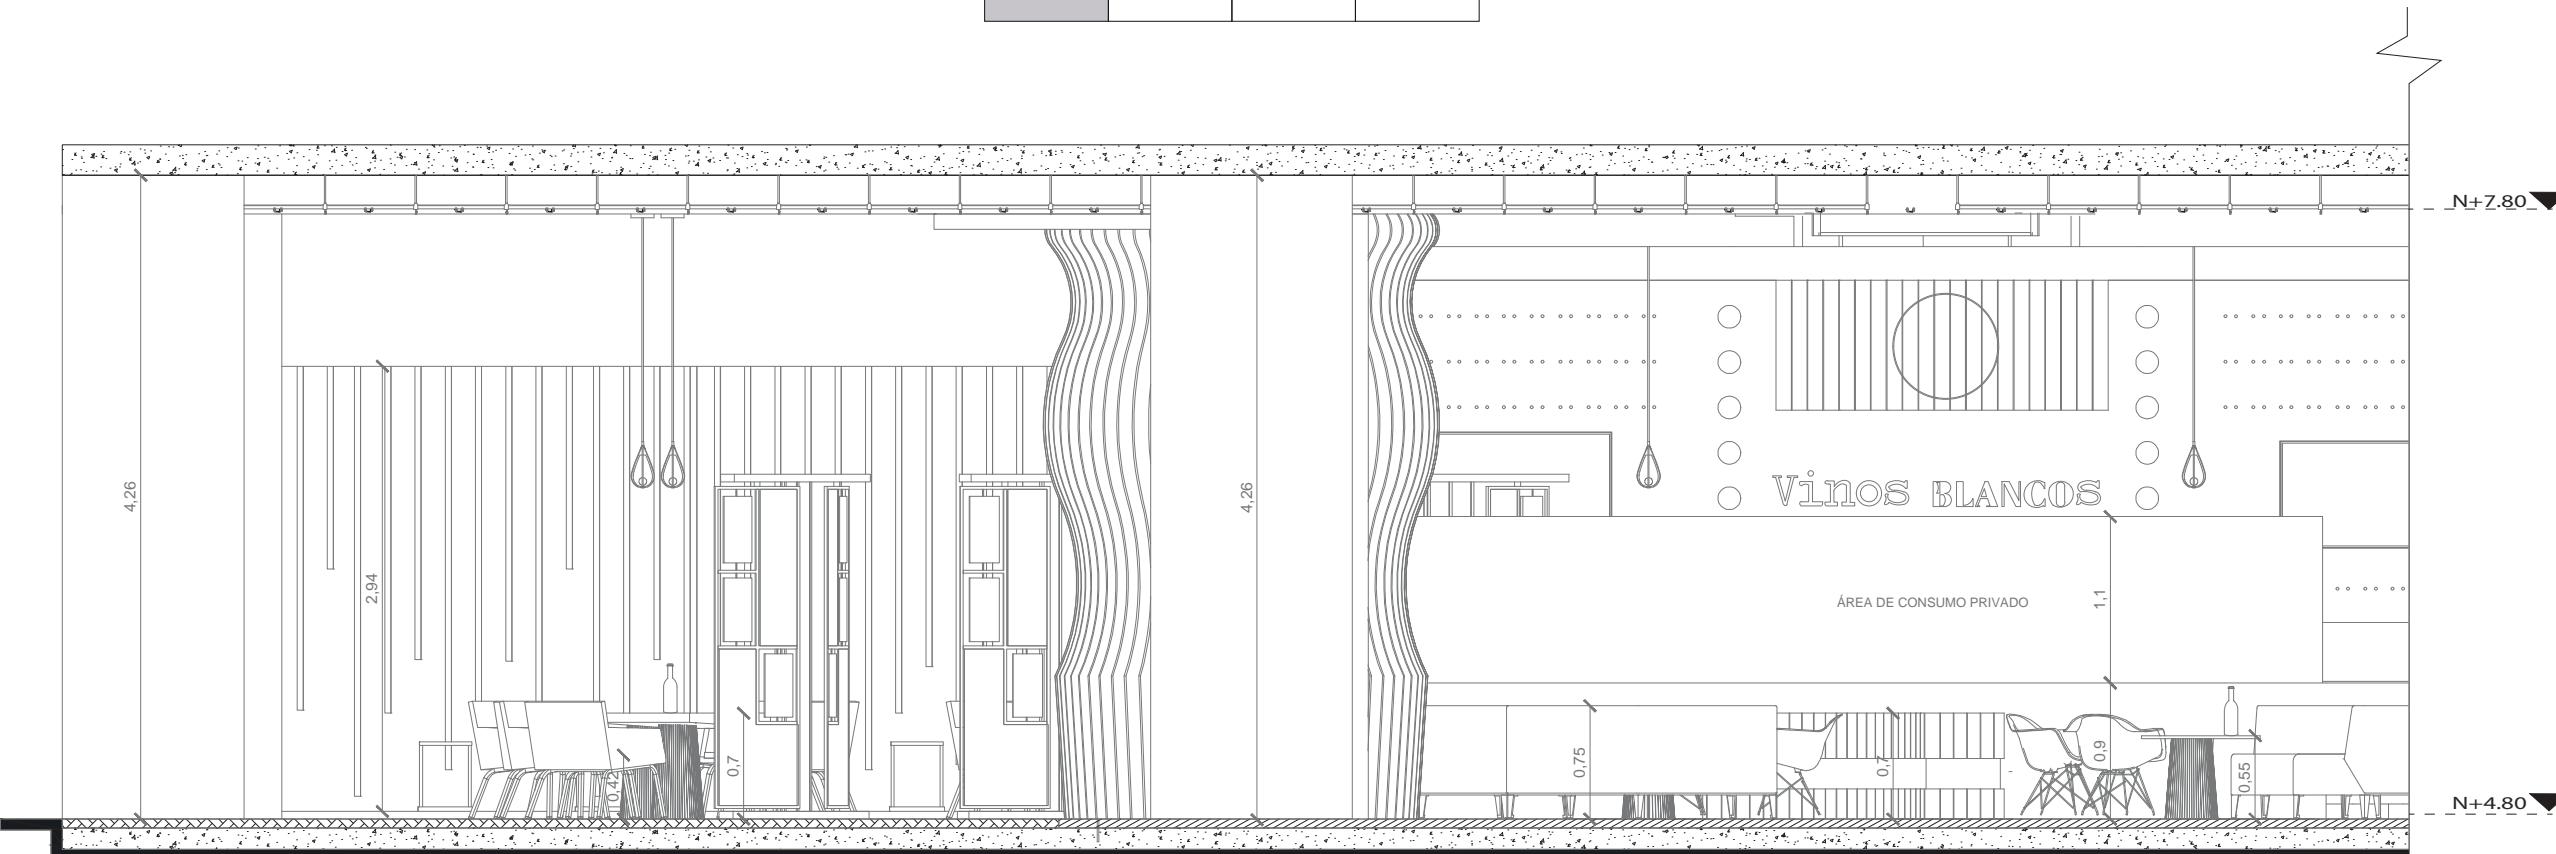 N+7.80
4,26
4,26
Vinos BLANCOS
2,94
ÁREA DE CONSUMO PRIVADO
1,1
0,42
0,7
0,75
0,7
0,9
0,55
N+4.80